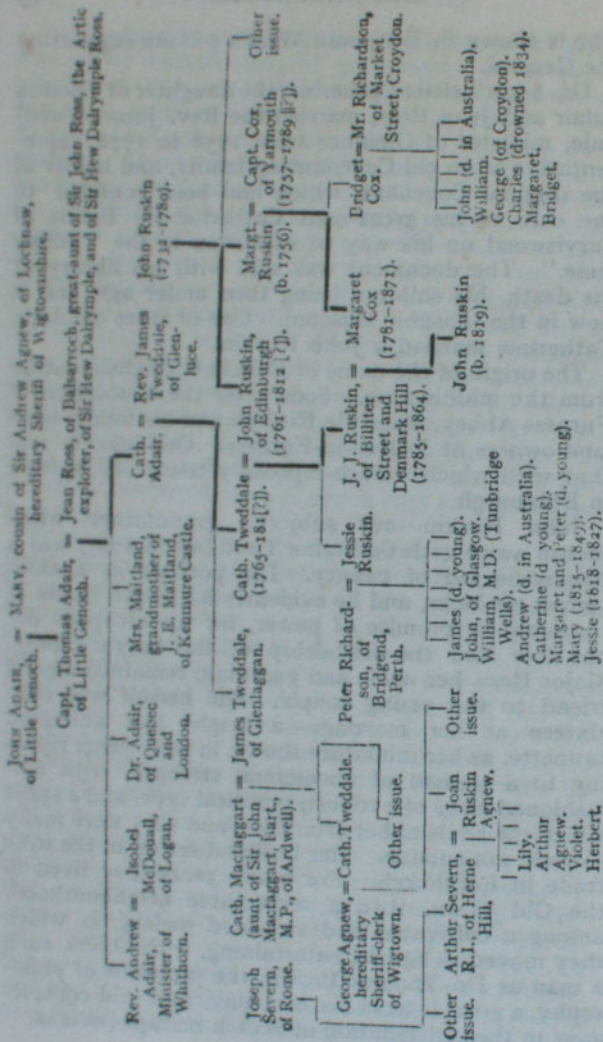 JOHN ADAIR, = MARY, cousin of Sir Andrew Agnew, of Lochnaw,
of Little Genoch. hereditary Sheriff of Wigtownshire.
Capt. Thomas Adair, = Jean Ross, of Balsarroch, great-aunt of Sir John Ross, the Artic
of Little Genoch. explorer, of Sir Hew Dalrymple, and of Sir Hew Dalrymple Ross.
Rev. Andrew = Isobel
Adair, McDouall,
Minister of of Logan.
Whithorn.
Dr. Adair,
of Quebec
and
London.
Mrs. Maitland,
grandmother of
J. E. Maitland,
of Kenmure Castle.
Cath. = Rev. James
Adair. Tweddale,
of Glen-
luce.
John Ruskin
(1732-1780).
Joseph
Severn,
of Rome.
Cath. Mactaggart = James Tweddale,
(aunt of Sir John of Glenlaggan.
Mactaggart, Bart.,
M.P., of Ardwell).
Cath. Tweddale = John Ruskin,
(1763-181[?]). of Edinburgh
(1761-1812 [?]).
Margt. = Capt. Cox,
Ruskin of Yarmouth
(b. 1756). (1757-1789 [?]).
Other
issue.
George Agnew, = Cath. Tweddale.
hereditary
Sheriff-clerk
of Wigtown.
Other issue.
Peter Richard- = Jessie
son, of Ruskin.
Bridgend,
Perth.
J. J. Ruskin, = Margaret
of Billiter Cox
Street and (1781-1871).
Denmark Hill
(1785-1864).
Bridget = Mr. Richardson,
Cox. of Market
Street, Croydon.
Other
issue.
Arthur Severn, = Joan
R.I., of Herne Ruskin
Hill. Agnew.
Other
issue.
James (d. young).
John, of Glasgow.
William, M.D. (Tunbridge
Wells).
Andrew (d. in Australia).
Catherine (d. young).
Margaret and Peter (d. young).
Mary (1815-1849).
Jessie (1818-1827).
John Ruskin
(b. 1819).
John (d. in Australia).
William.
George (of Croydon).
Charles (drowned 1834).
Margaret.
Bridget.
Lily.
Arthur
Agnew.
Violet.
Herbert.